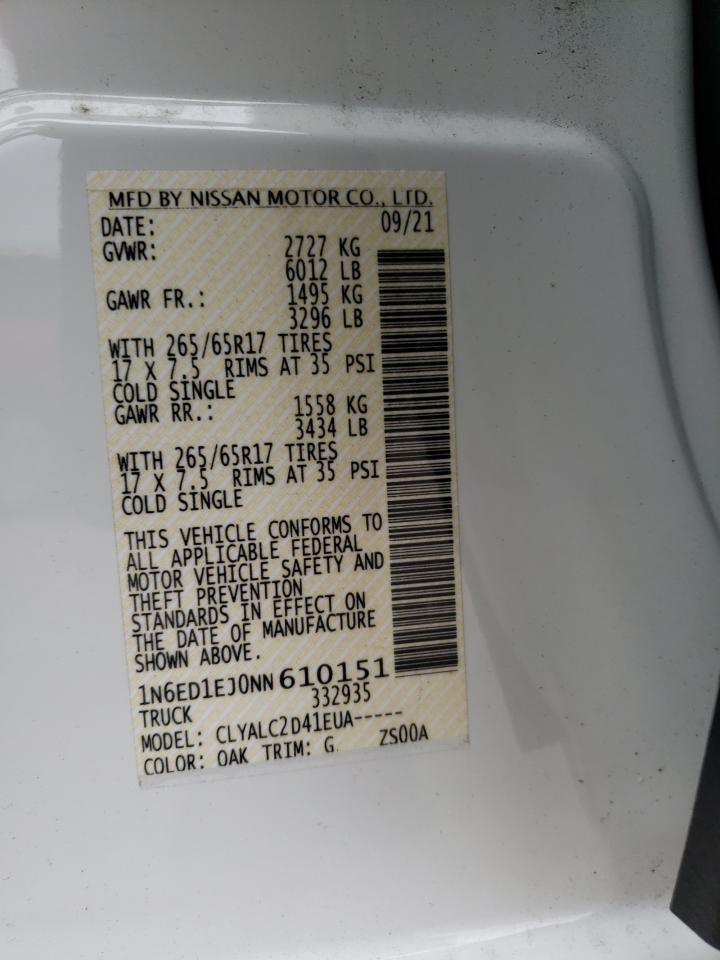 MFD BY NISSAN MOTOR CO., LTD.
DATE: 09/21
GVWR: 2727 KG
6012 LB
GAWR FR.: 1495 KG
3296 LB
WITH 265/65R17 TIRES
17 X 7.5 RIMS AT 35 PSI
COLD SINGLE
GAWR RR.: 1558 KG
3434 LB
WITH 265/65R17 TIRES
17 X 7.5 RIMS AT 35 PSI
COLD SINGLE
THIS VEHICLE CONFORMS TO
ALL APPLICABLE FEDERAL
MOTOR VEHICLE SAFETY AND
THEFT PREVENTION
STANDARDS IN EFFECT ON
THE DATE OF MANUFACTURE
SHOWN ABOVE.
1N6ED1EJ0NN610151
TRUCK 332935
MODEL: CLYALC2D41EUA-----
COLOR: QAK TRIM: G ZS00A